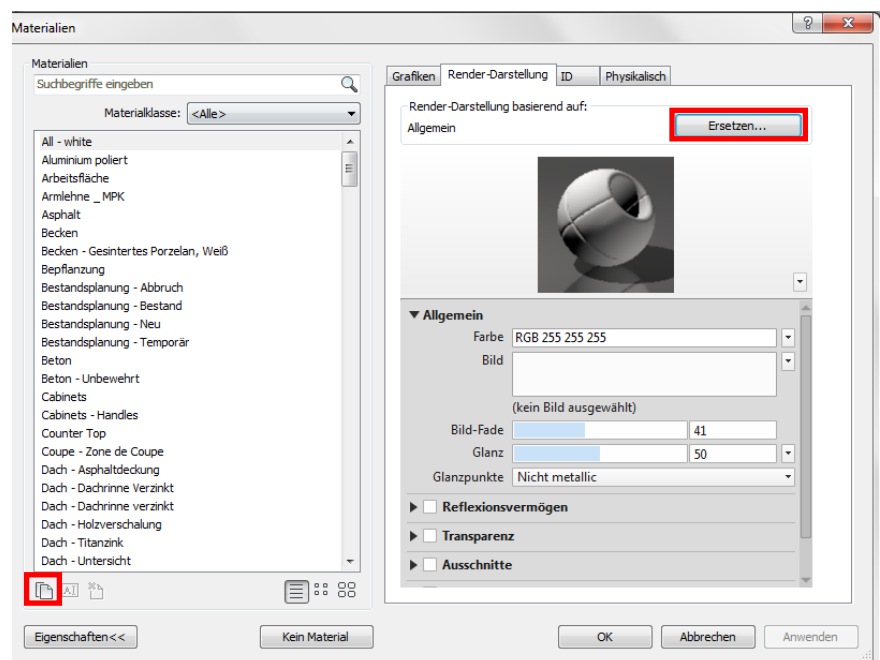 Materialien
Materialien
Suchbegriffe eingeben
Materialklasse: <Alle>
All - white
Aluminium poliert
Arbeitsfläche
Armlehne _ MPK
Asphalt
Becken
Becken - Gesintertes Porzelan, Weiß
Bepflanzung
Bestandsplanung - Abbruch
Bestandsplanung - Bestand
Bestandsplanung - Neu
Bestandsplanung - Temporär
Beton
Beton - Unbewehrt
Cabinets
Cabinets - Handles
Counter Top
Coupe - Zone de Coupe
Dach - Asphaltdeckung
Dach - Dachrinne Verzinkt
Dach - Dachrinne verzinkt
Dach - Holzverschalung
Dach - Titanzink
Dach - Untersicht
AI
Grafiken Render-Darstellung ID Physikalisch
Render-Darstellung basierend auf:
Allgemein Ersetzen...
Allgemein
Farbe RGB 255 255 255
Bild
(kein Bild ausgewählt)
Bild-Fade 41
Glanz 50
Glanzpunkte Nicht metallic
Reflexionsvermögen
Transparenz
Ausschnitte
Eigenschaften<< Kein Material OK Abbrechen Anwenden